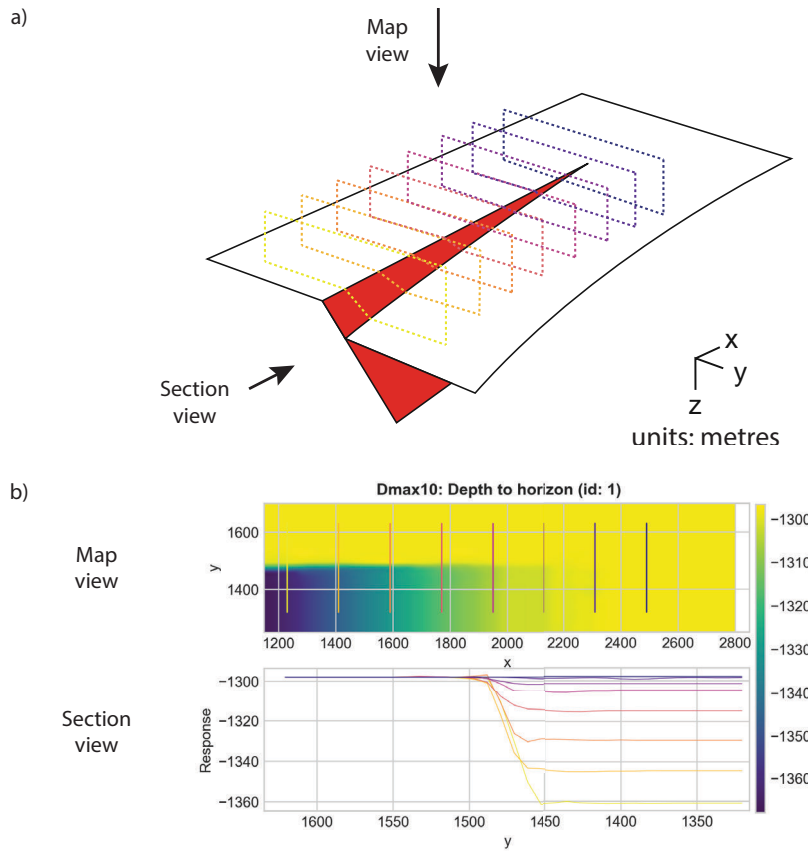 a)
Map
view
Section
view
x
y
z
units: metres
b)
Dmax10: Depth to horizon (id: 1)
Map
view
y
1600
1400
1200 1400 1600 1800 2000 2200 2400 2600 2800
x
−1300
−1310
−1320
−1330
−1340
−1350
−1360
Section
view
Response
−1300
−1320
−1340
−1360
1600 1550 1500 1450 1400 1350
y